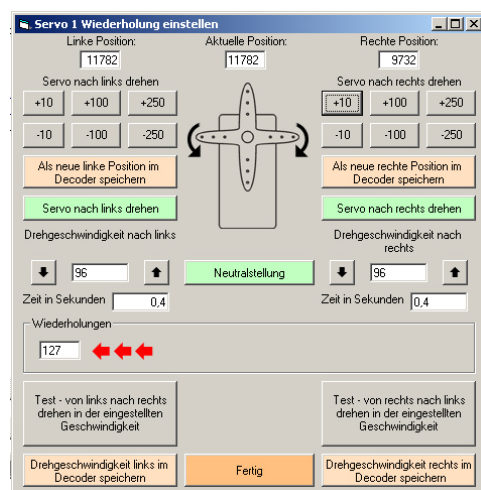 Servo 1 Wiederholung einstellen
Linke Position:
Aktuelle Position:
Rechte Position:
11782
11782
9732
Servo nach links drehen
Servo nach rechts drehen
+10 +100 +250
+10 +100 +250
-10 -100 -250
-10 -100 -250
Als neue linke Position im
Decoder speichern
Als neue rechte Position im
Decoder speichern
Servo nach links drehen
Servo nach rechts drehen
Drehgeschwindigkeit nach links
Drehgeschwindigkeit nach
rechts
96
Neutralstellung
96
Zeit in Sekunden 0,4
Zeit in Sekunden 0,4
Wiederholungen
127
Test - von links nach rechts
drehen in der eingestellten
Geschwindigkeit
Test - von rechts nach links
drehen in der eingestellten
Geschwindigkeit
Drehgeschwindigkeit links im
Decoder speichern
Fertig
Drehgeschwindigkeit rechts im
Decoder speichern